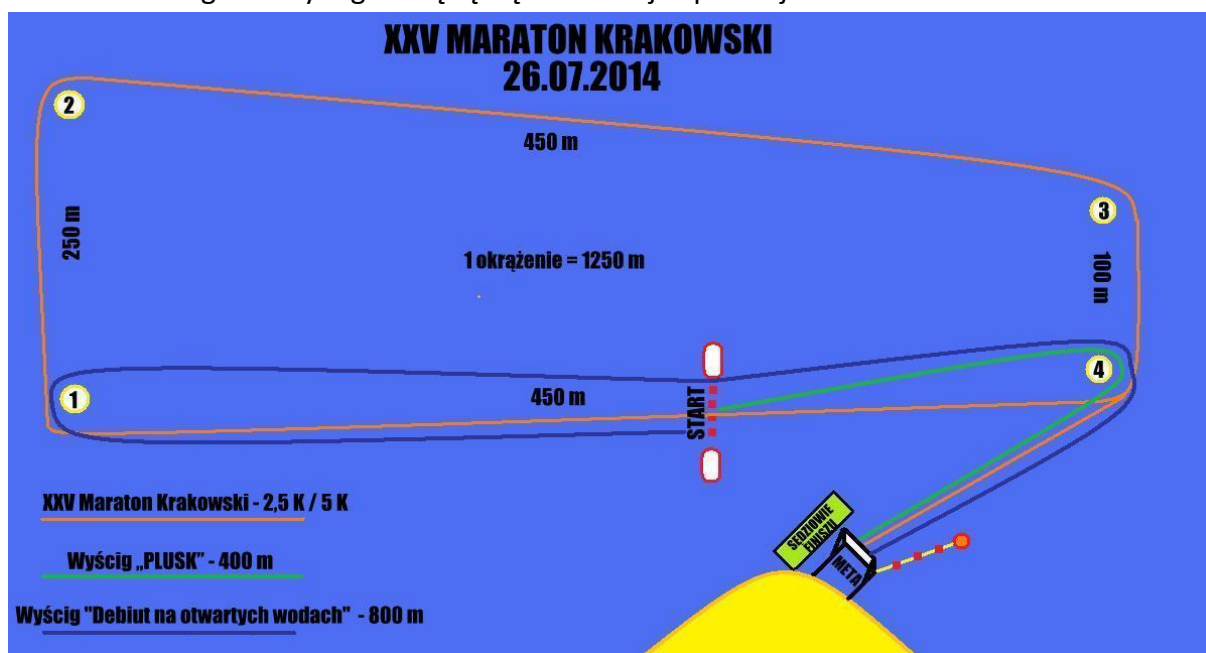 XXV MARATON KRAKOWSKI
26.07.2014
2
450 m
3
250 m
1 okrążenie = 1250 m
100 m
4
1
450 m
START
XXV Maraton Krakowski - 2,5 K / 5 K
SĘDZIOWIE
FINISZU
META
Wyścig „PLUSK” - 400 m
Wyścig "Debiut na otwartych wodach" - 800 m